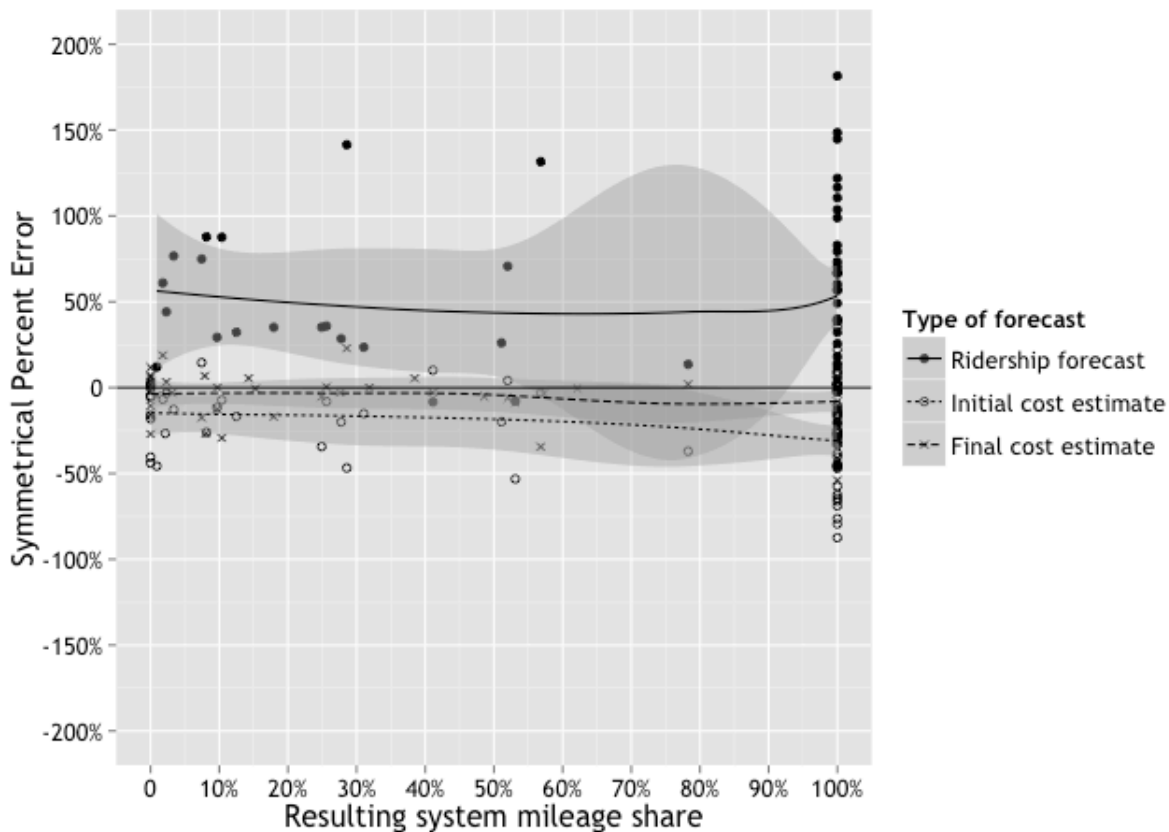 200%
150%
100%
50%
0
-50%
-100%
-150%
-200%
Symmetrical Percent Error
0 10% 20% 30% 40% 50% 60% 70% 80% 90% 100%
Resulting system mileage share
Type of forecast
Ridership forecast
Initial cost estimate
Final cost estimate